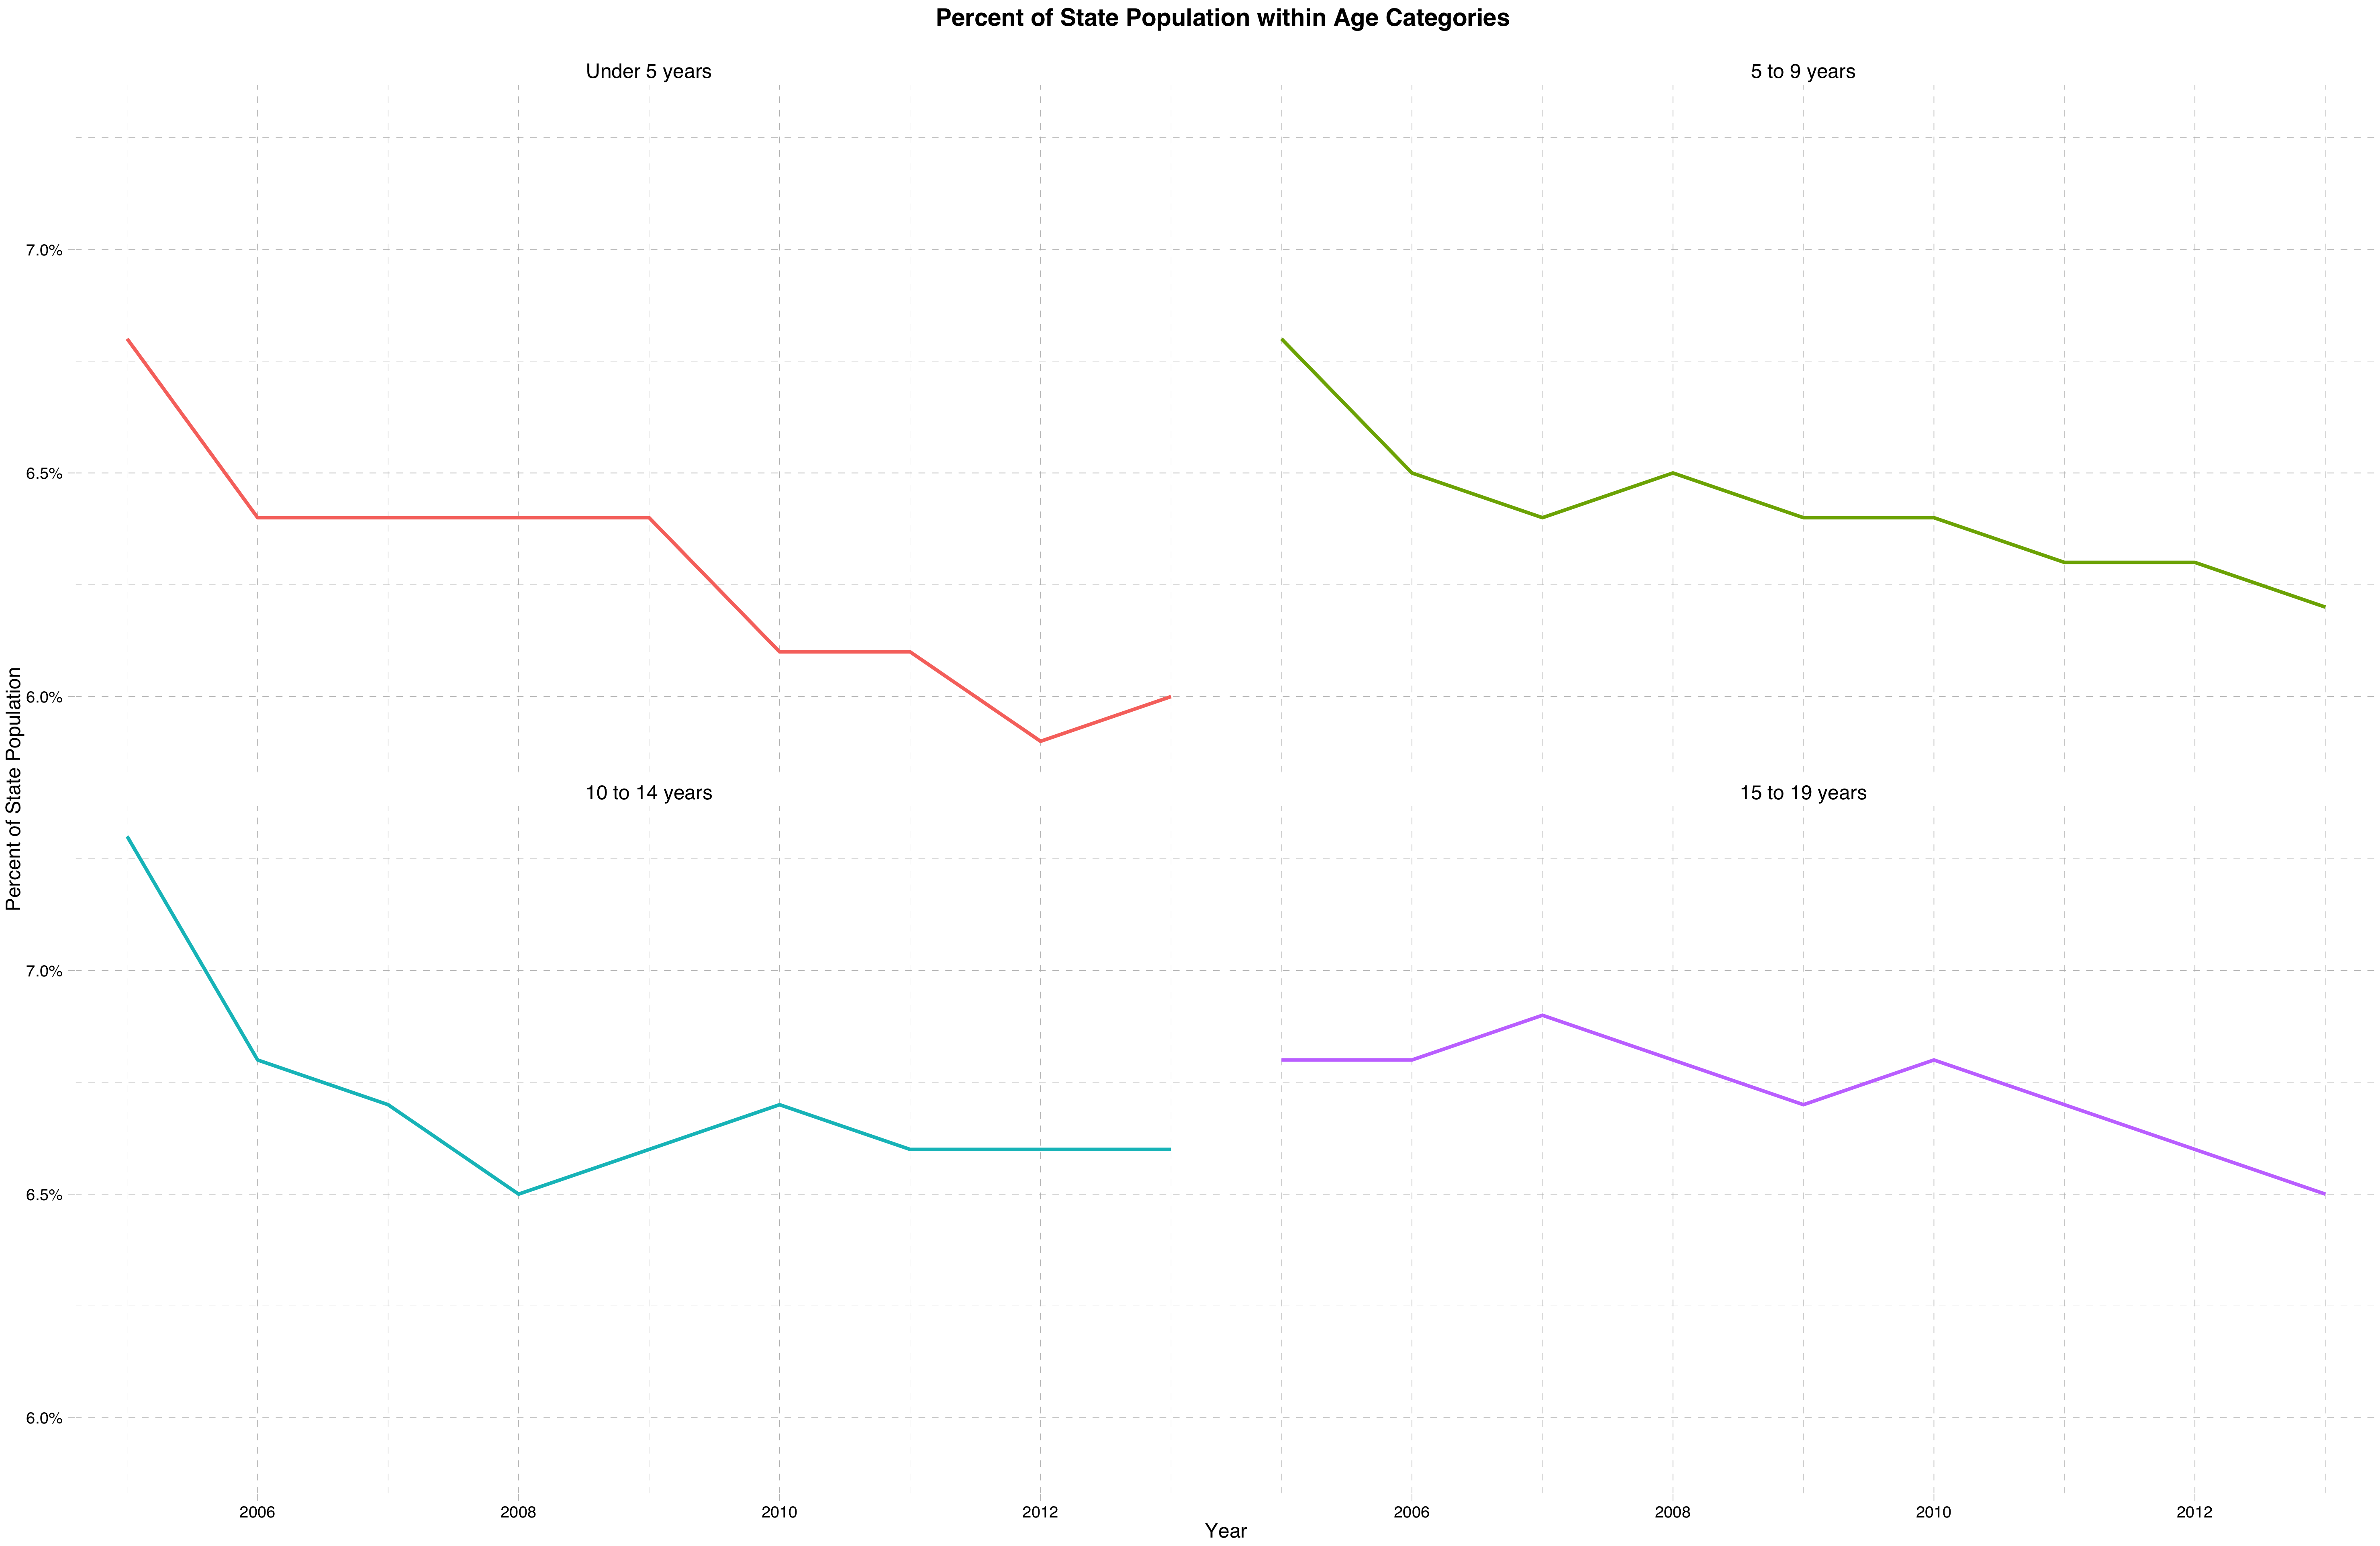 Percent of State Population within Age Categories
Under 5 years
5 to 9 years
7.0%
6.5%
6.0%
Percent of State Population
10 to 14 years
15 to 19 years
7.0%
6.5%
6.0%
2006 2008 2010 2012 2006 2008 2010 2012
Year